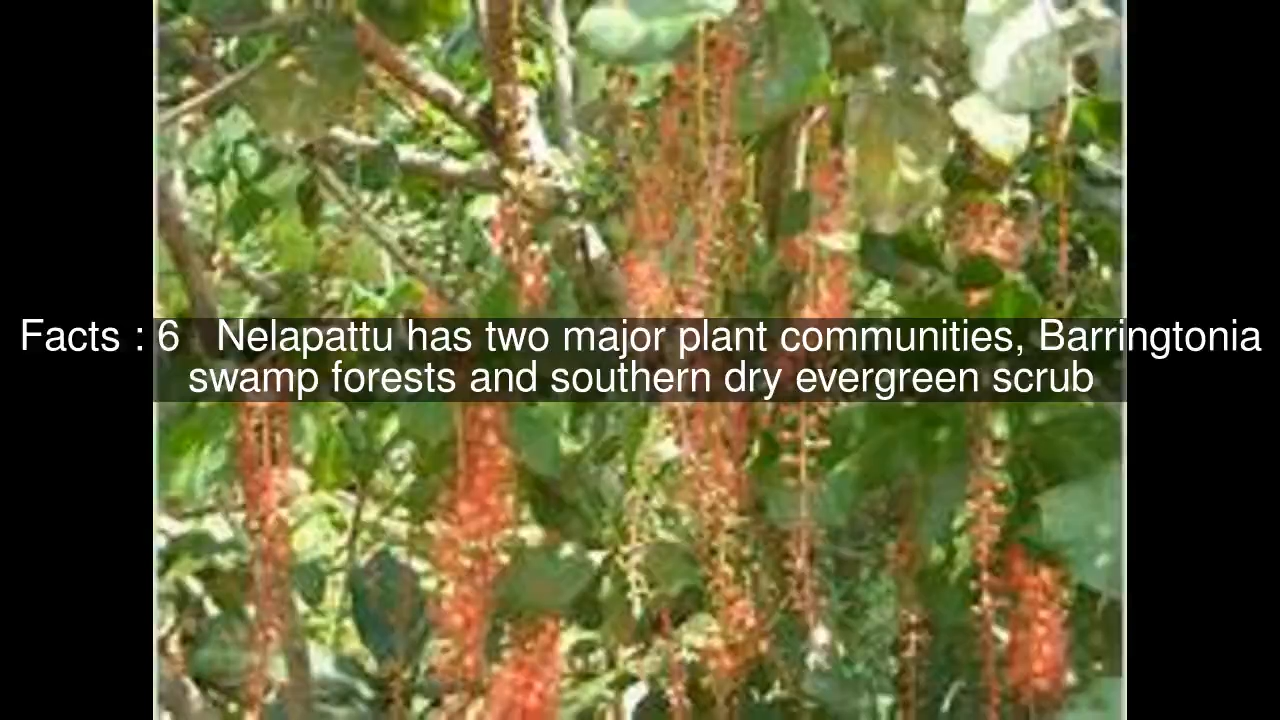 Facts : 6 Nelapattu has two major plant communities, Barringtonia
swamp forests and southern dry evergreen scrub